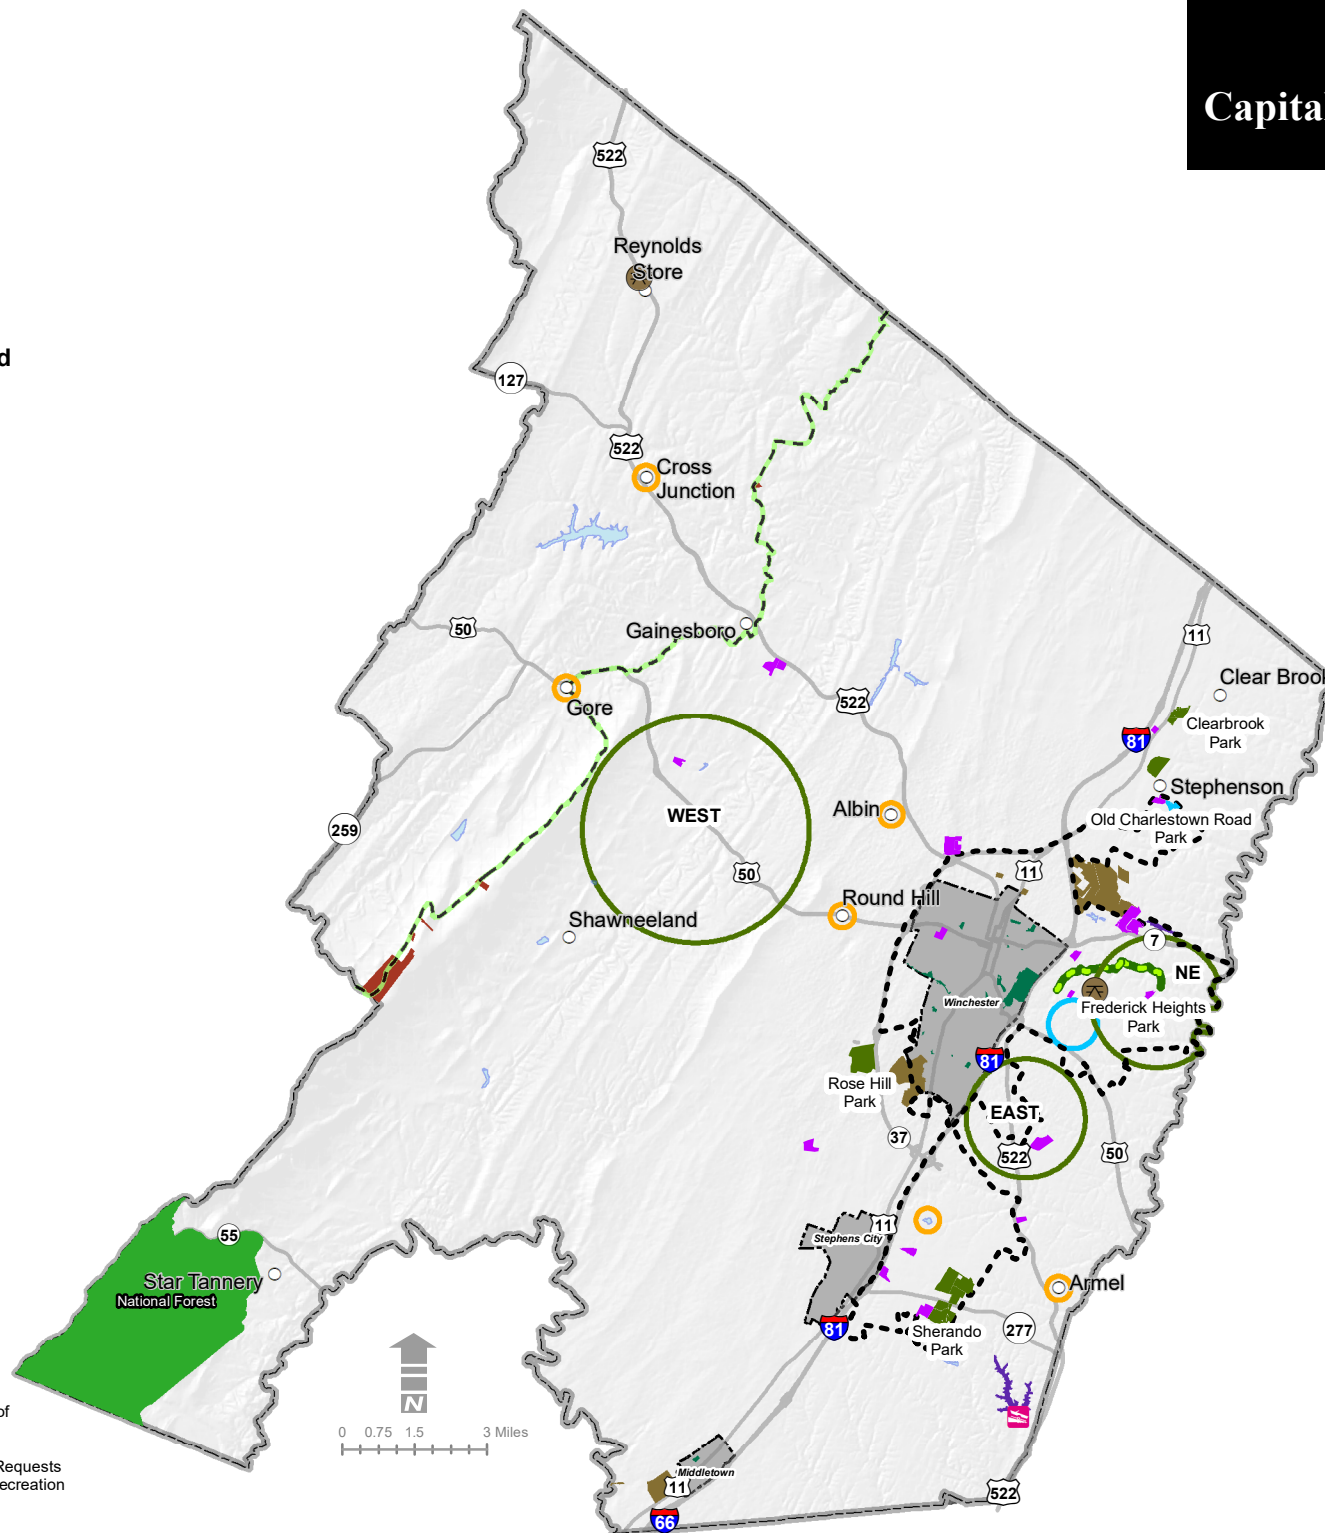 Capital
522
Reynolds
Store
d
127
522
Cross
Junction
50
Gainesboro
11
Clear Brook
Gore
522
Clearbrook
Park
81
WEST
Stephenson
Albin
Old Charlestown Road
Park
259
50
11
Round Hill
Shawneeland
7
NE
Winchester
Frederick Heights
Park
81
Rose Hill
Park
EAST
37
522
50
11
Stephens City
55
Star Tannery
National Forest
Armel
81
Sherando
Park
277
N
of
0 0.75 1.5 3 Miles
Requests
ecreation
Middletown
11
522
66